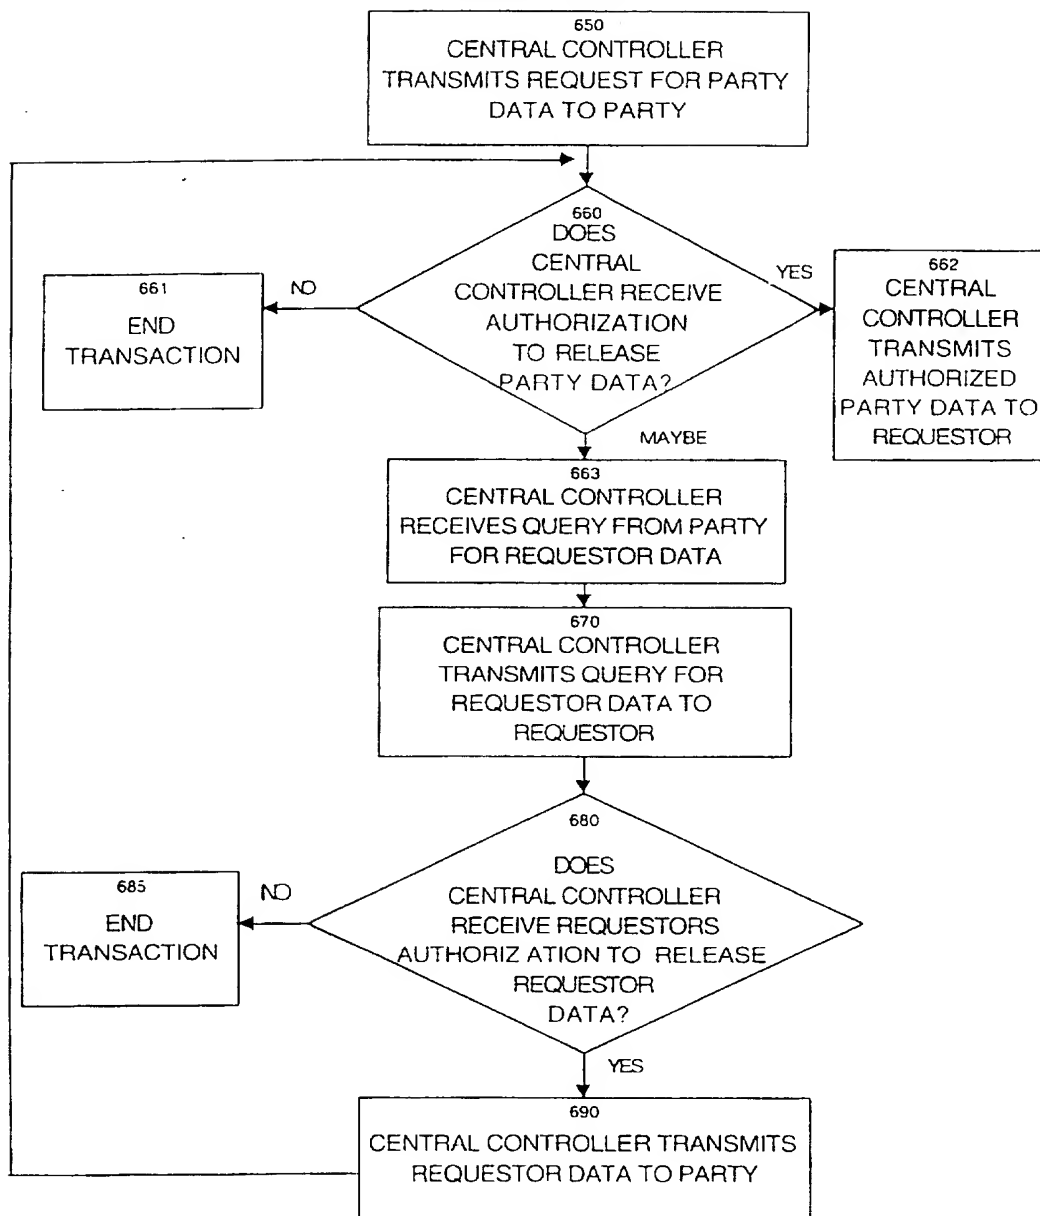 650
CENTRAL CONTROLLER
TRANSMITS REQUEST FOR PARTY
DATA TO PARTY
660
DOES
CENTRAL
CONTROLLER RECEIVE
AUTHORIZATION
TO RELEASE
PARTY DATA?
NO
661
END
TRANSACTION
YES
662
CENTRAL
CONTROLLER
TRANSMITS
AUTHORIZED
PARTY DATA TO
REQUESTOR
MAYBE
663
CENTRAL CONTROLLER
RECEIVES QUERY FROM PARTY
FOR REQUESTOR DATA
670
CENTRAL CONTROLLER
TRANSMITS QUERY FOR
REQUESTOR DATA TO
REQUESTOR
680
DOES
CENTRAL CONTROLLER
RECEIVE REQUESTORS
AUTHORIZ ATION TO RELEASE
REQUESTOR
DATA?
NO
685
END
TRANSACTION
YES
690
CENTRAL CONTROLLER TRANSMITS
REQUESTOR DATA TO PARTY